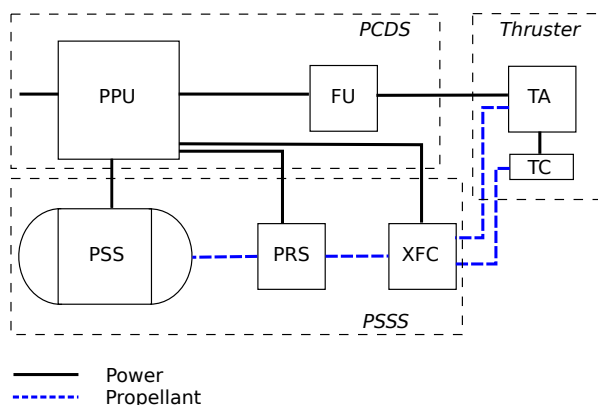 PCDS
Thruster
PPU
FU
TA
TC
PSS
PRS
XFC
PSSS
Power
Propellant